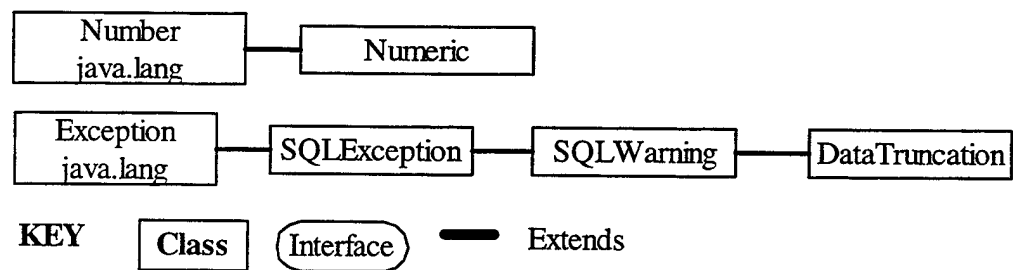 Number
java.lang
Numeric
Exception
java.lang
SQLException
SQLWarning
DataTruncation
KEY
Class
Interface
Extends